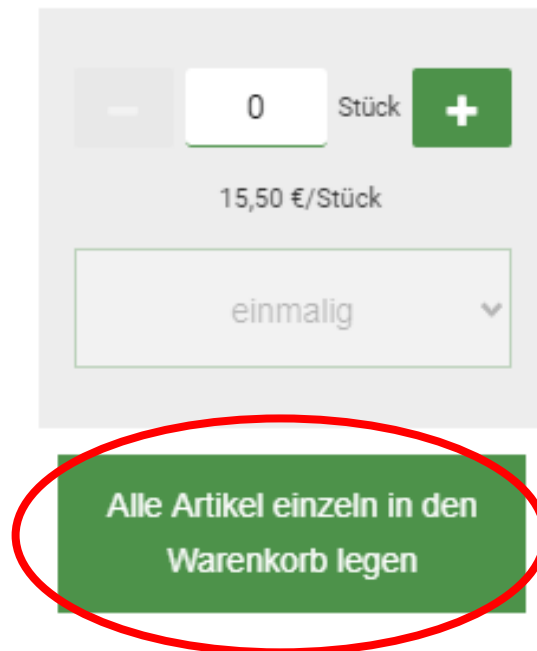 0 Stück
15,50 €/Stück
einmalig
Alle Artikel einzeln in den
Warenkorb legen